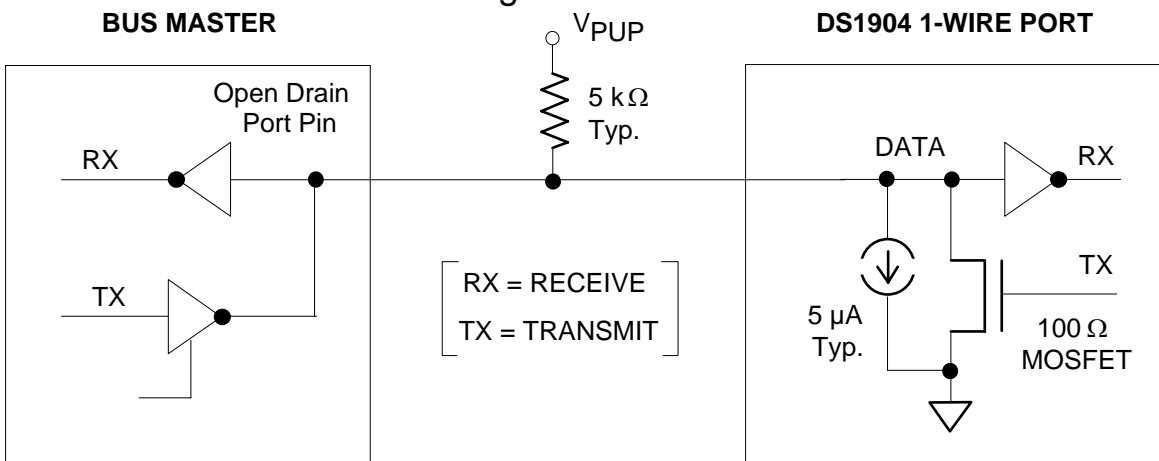 BUS MASTER
V_PUP
DS1904 1-WIRE PORT
Open Drain
Port Pin
5 kΩ
Typ.
RX
DATA
RX
RX = RECEIVE
TX = TRANSMIT
TX
TX
5 µA
Typ.
100 Ω
MOSFET